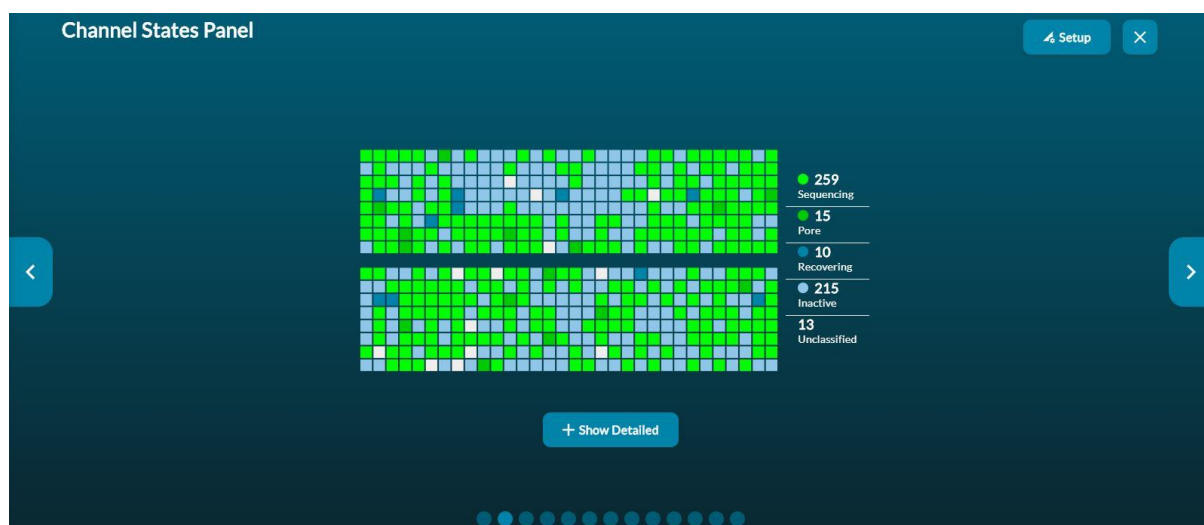 Channel States Panel
Setup
259
Sequencing
15
Pore
10
Recovering
215
Inactive
13
Unclassified
+ Show Detailed